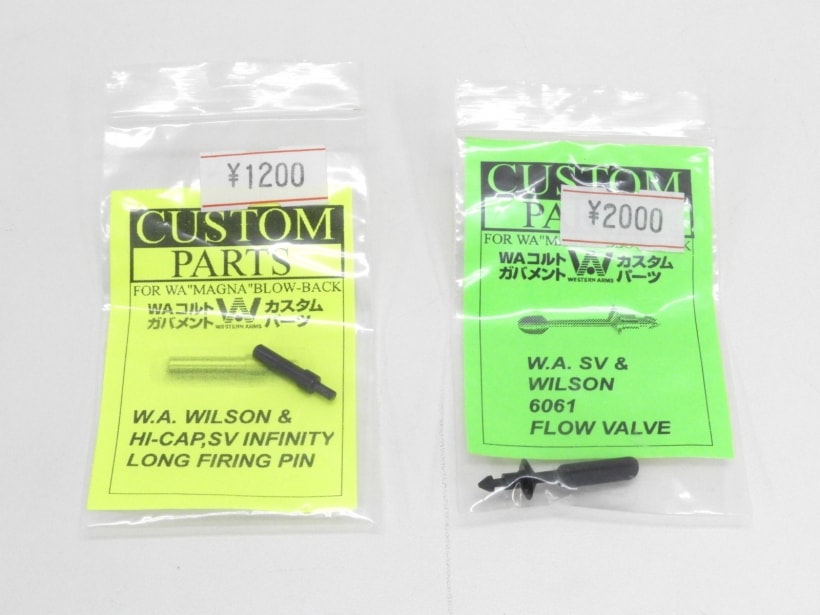 ¥1200
CUSTOM
PARTS
FOR WA"MAGNA"BLOW-BACK
WAコルト カスタム
ガバメント WESTERN ARMS パーツ
W.A. WILSON &
HI-CAP,SV INFINITY
LONG FIRING PIN
¥2000
CUSTOM
PA
FOR WA"MA CK
WAコルト カスタム
ガバメント WESTERN ARMS パーツ
W.A. SV &
WILSON
6061
FLOW VALVE